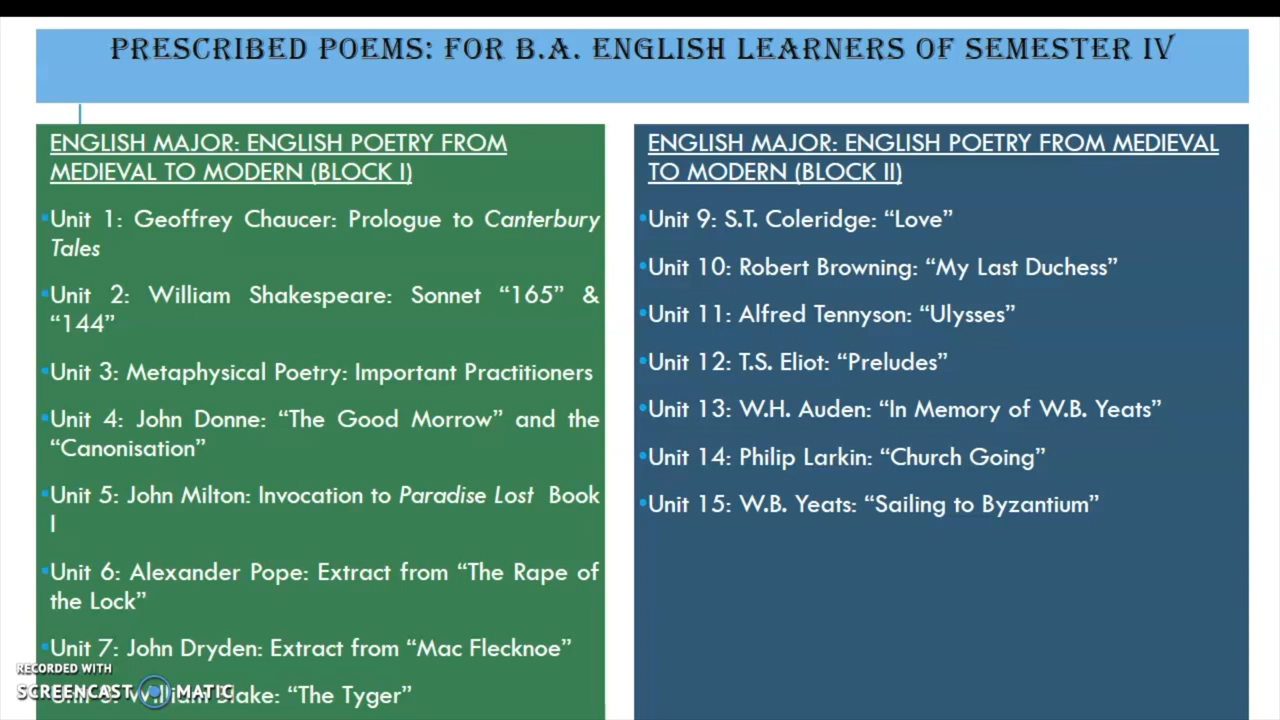 PRESCRIBED POEMS: FOR B.A. ENGLISH LEARNERS OF SEMESTER IV
ENGLISH MAJOR: ENGLISH POETRY FROM
MEDIEVAL TO MODERN (BLOCK I)
Unit 1: Geoffrey Chaucer: Prologue to Canterbury
Tales
Unit 2: William Shakespeare: Sonnet “165” &
“144”
Unit 3: Metaphysical Poetry: Important Practitioners
Unit 4: John Donne: “The Good Morrow” and the
“Canonisation”
Unit 5: John Milton: Invocation to Paradise Lost Book
I
Unit 6: Alexander Pope: Extract from “The Rape of
the Lock”
Unit 7: John Dryden: Extract from “Mac Flecknoe”
Unit 8: William Blake: “The Tyger”
ENGLISH MAJOR: ENGLISH POETRY FROM MEDIEVAL
TO MODERN (BLOCK II)
Unit 9: S.T. Coleridge: “Love”
Unit 10: Robert Browning: “My Last Duchess”
Unit 11: Alfred Tennyson: “Ulysses”
Unit 12: T.S. Eliot: “Preludes”
Unit 13: W.H. Auden: “In Memory of W.B. Yeats”
Unit 14: Philip Larkin: “Church Going”
Unit 15: W.B. Yeats: “Sailing to Byzantium”
RECORDED WITH
SCREENCAST MATIC